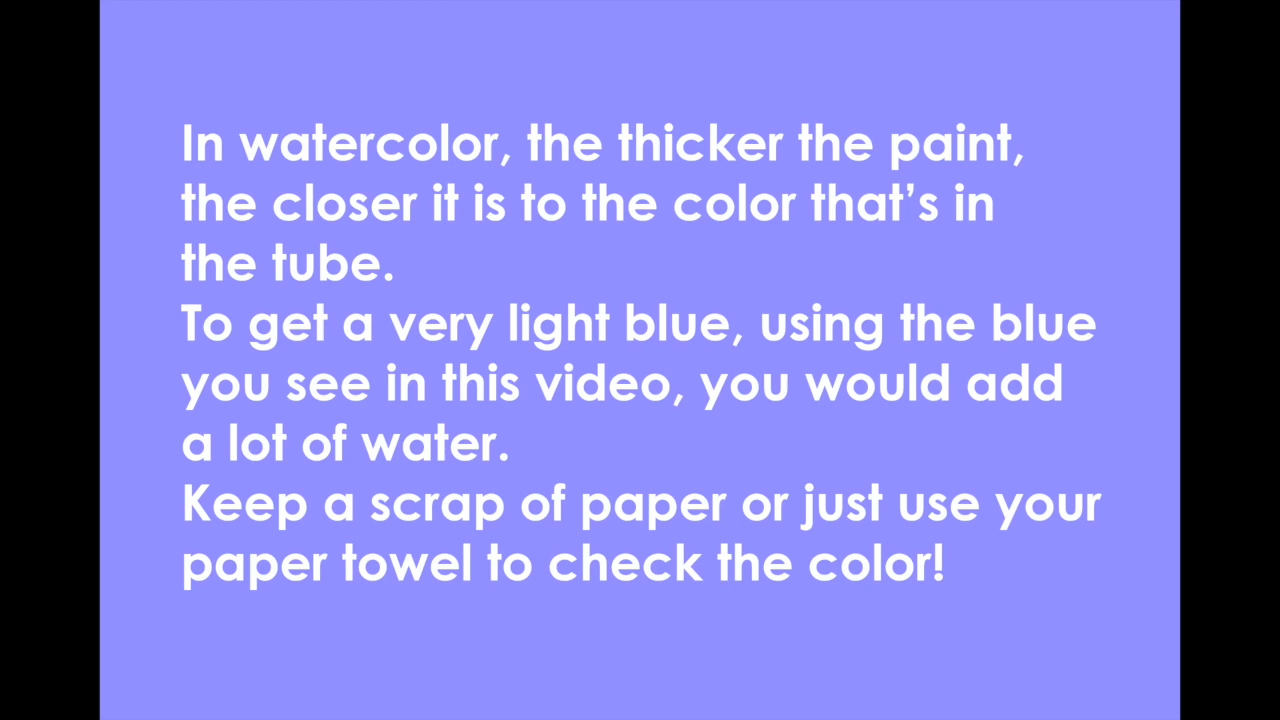 In watercolor, the thicker the paint,
the closer it is to the color that’s in
the tube.
To get a very light blue, using the blue
you see in this video, you would add
a lot of water.
Keep a scrap of paper or just use your
paper towel to check the color!